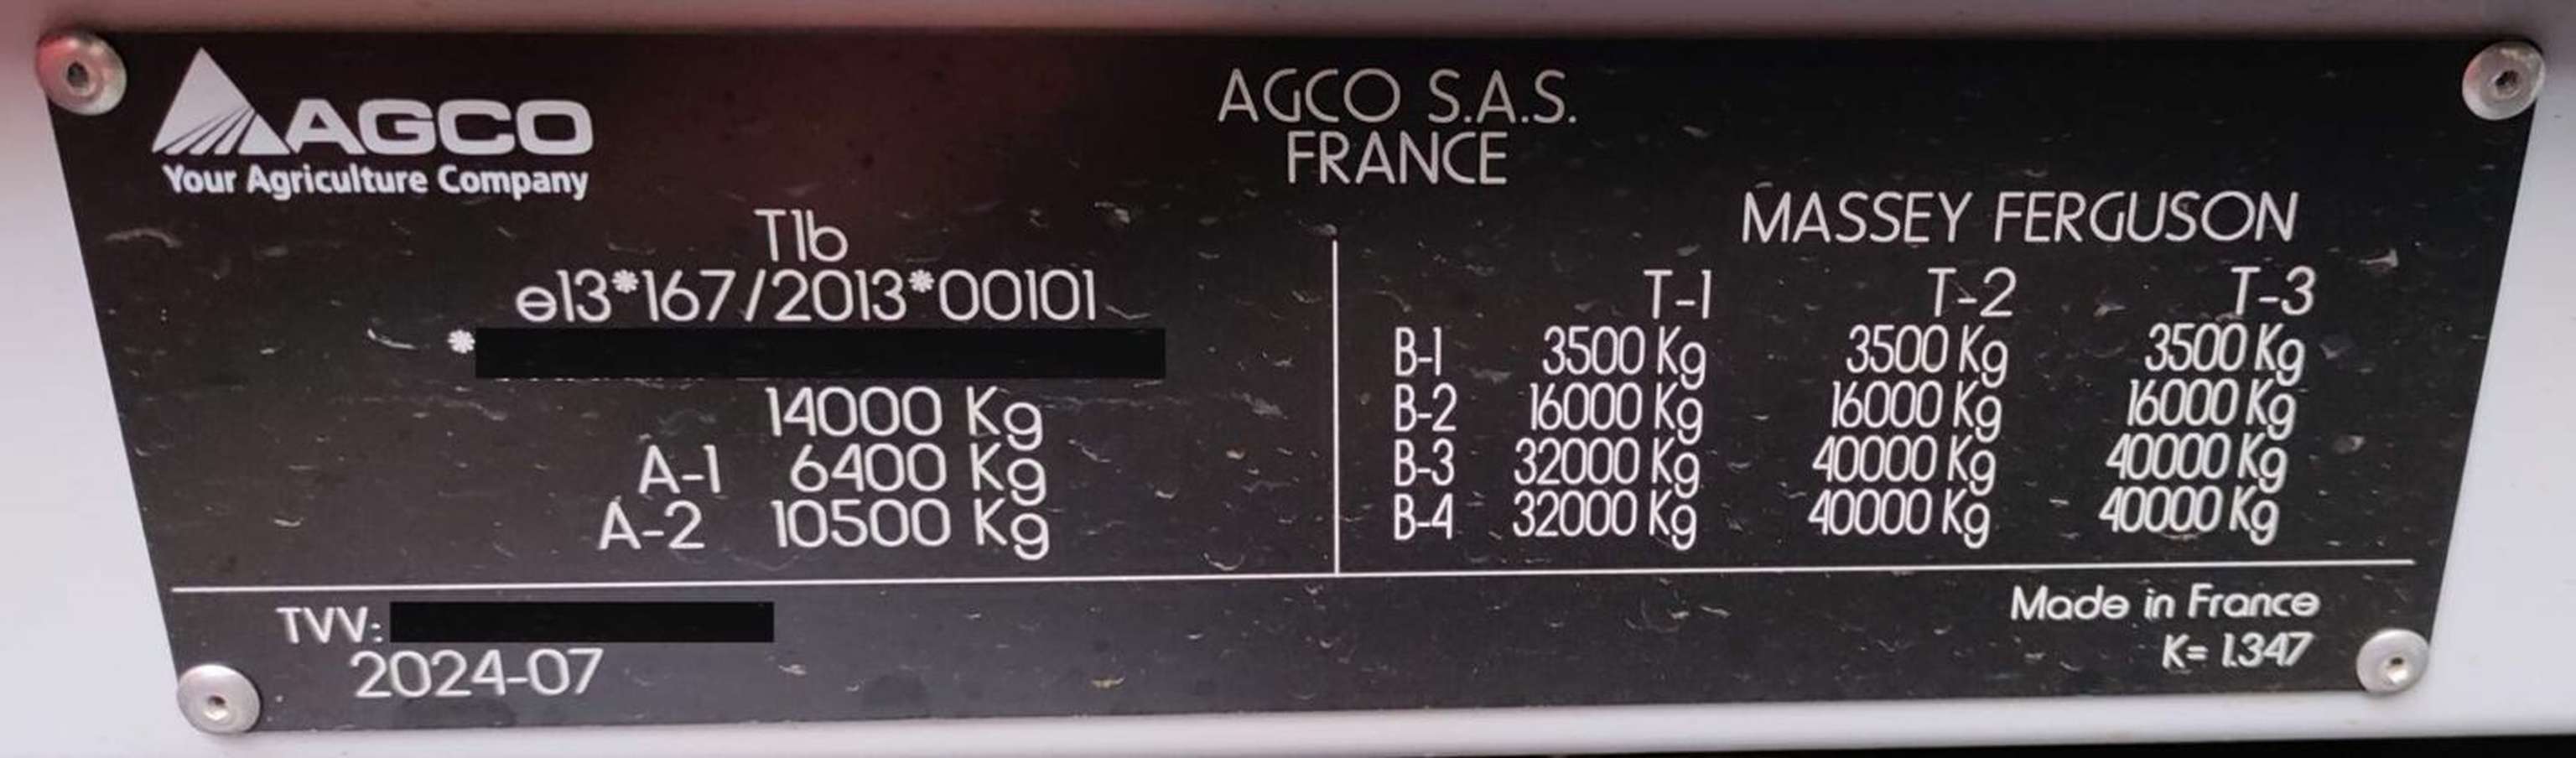 AGCO
Your Agriculture Company
AGCO S.A.S.
FRANCE
T1b
e13*167/2013*00101
*
14000 Kg
A-1 6400 Kg
A-2 10500 Kg
MASSEY FERGUSON
T-1 T-2 T-3
B-1 3500 Kg 3500 Kg 3500 Kg
B-2 16000 Kg 16000 Kg 16000 Kg
B-3 32000 Kg 40000 Kg 40000 Kg
B-4 32000 Kg 40000 Kg 40000 Kg
TVV:
2024-07
Made in France
K= 1.347